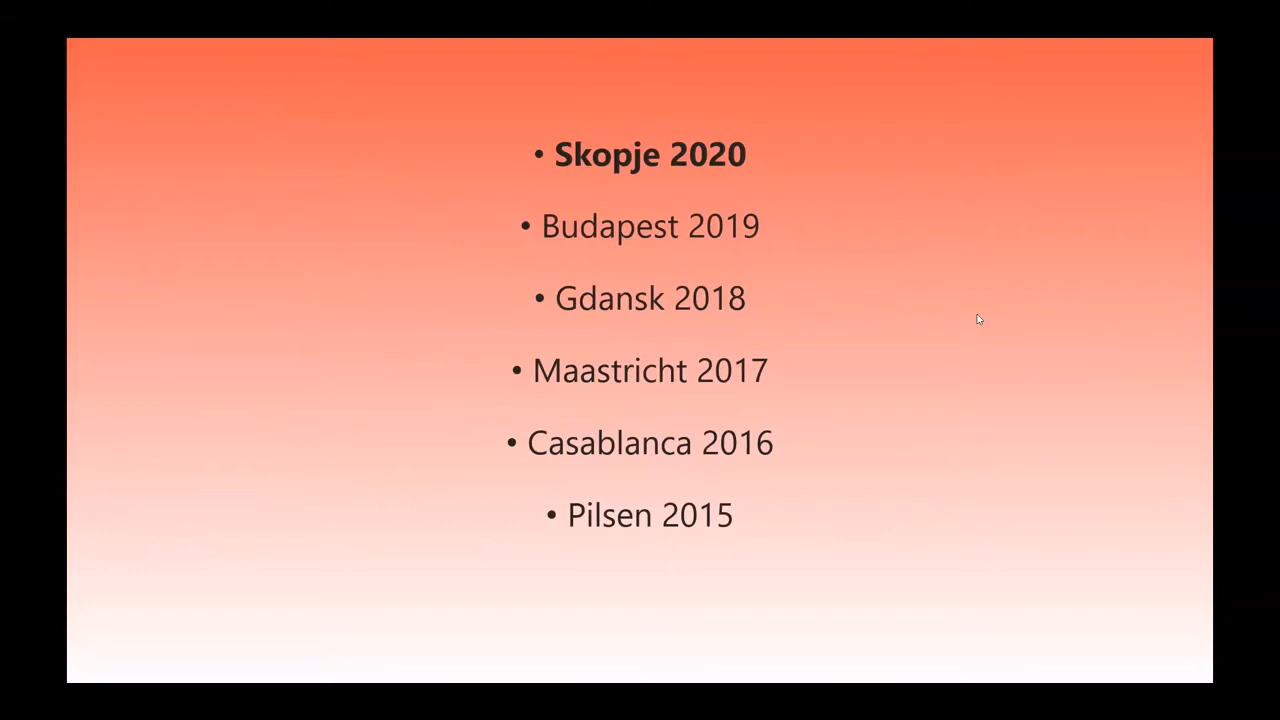 • Skopje 2020
• Budapest 2019
• Gdansk 2018
• Maastricht 2017
• Casablanca 2016
• Pilsen 2015